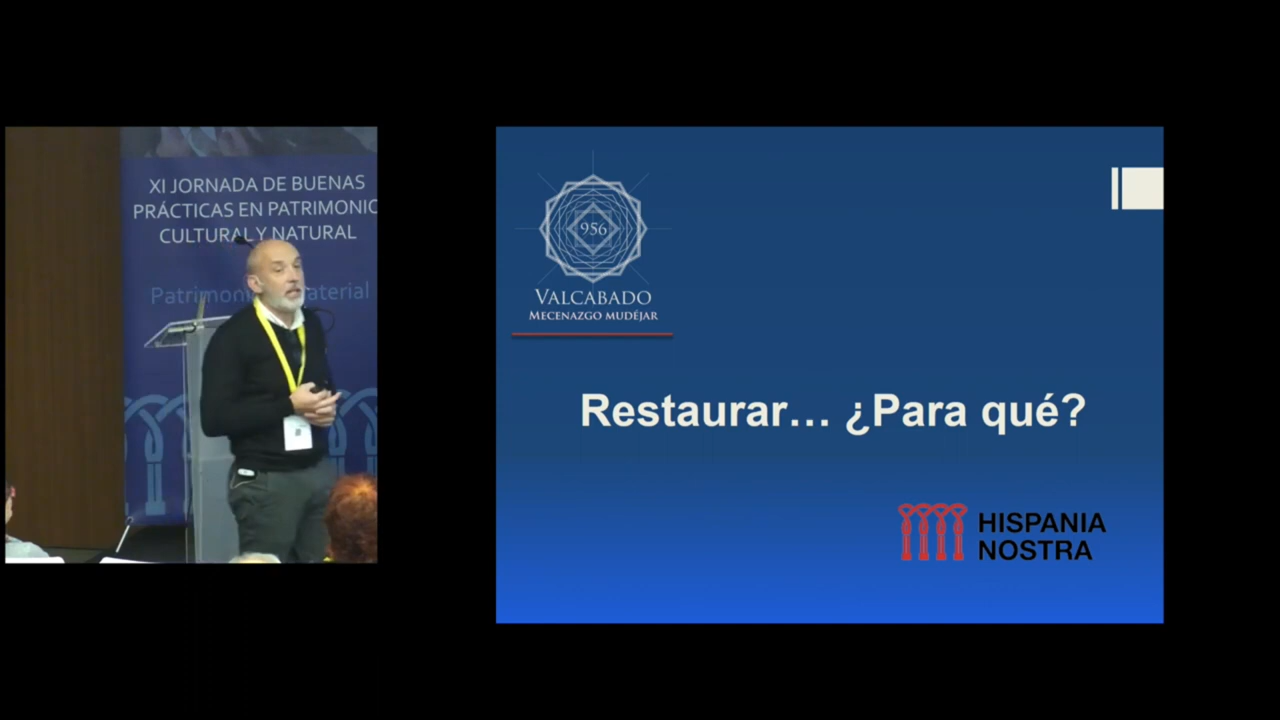 XI JORNADA DE BUENAS
PRÁCTICAS EN PATRIMONIO
CULTURAL Y NATURAL
956
VALCABADO
MECENAZGO MUDÉJAR
Restaurar... ¿Para qué?
HISPANIA
NOSTRA